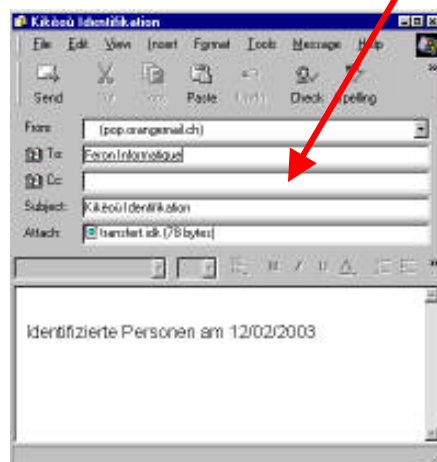 Kikéoù Identifikation
File Edit View Insert Format Tools Message Help
Send Paste Check Spelling
From: (pop.orangemail.ch)
To: Feron Informatique
Cc:
Subject: Kikéoù Identifikation
Attach: transfert.idk (78 bytes)
B I U A
Identifizierte Personen am 12/02/2003